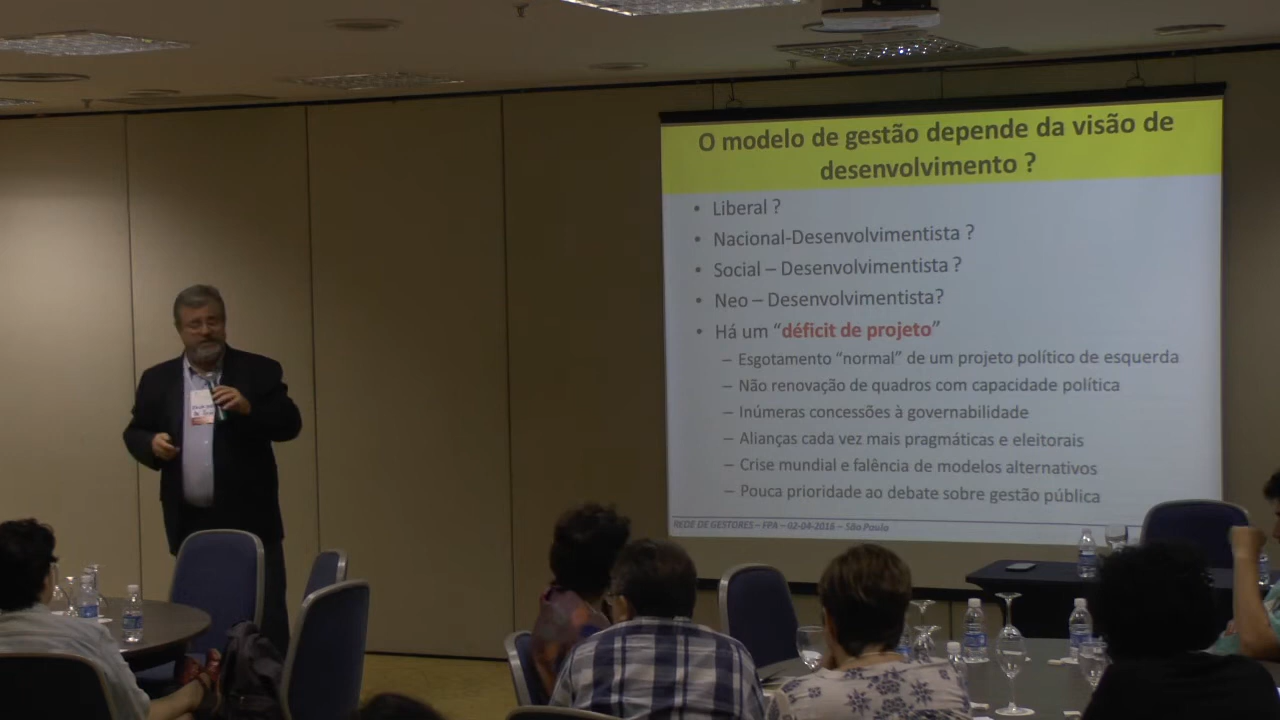 O modelo de gestão depende da visão de
desenvolvimento ?
• Liberal ?
• Nacional-Desenvolvimentista ?
• Social – Desenvolvimentista ?
• Neo – Desenvolvimentista?
• Há um “déficit de projeto”
– Esgotamento “normal” de um projeto político de esquerda
– Não renovação de quadros com capacidade política
– Inúmeras concessões à governabilidade
– Alianças cada vez mais pragmáticas e eleitorais
– Crise mundial e falência de modelos alternativos
– Pouca prioridade ao debate sobre gestão pública
REDE DE GESTORES – FPA – 02-04-2016 – São Paulo